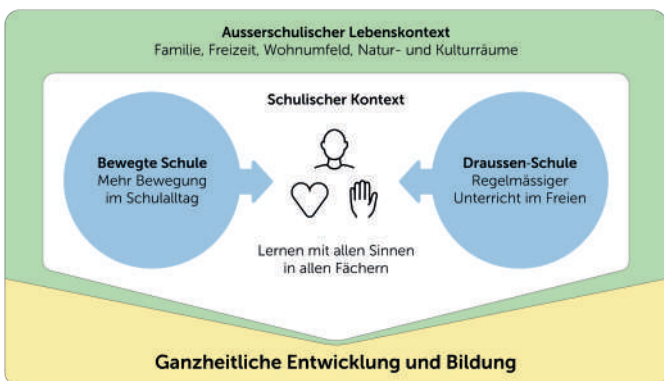 Ausserschulischer Lebenskontext
Familie, Freizeit, Wohnumfeld, Natur- und Kulturräume
Schulischer Kontext
Bewegte Schule
Mehr Bewegung
im Schulalltag
Draussen-Schule
Regelmässiger
Unterricht im Freien
Lernen mit allen Sinnen
in allen Fächern
Ganzheitliche Entwicklung und Bildung